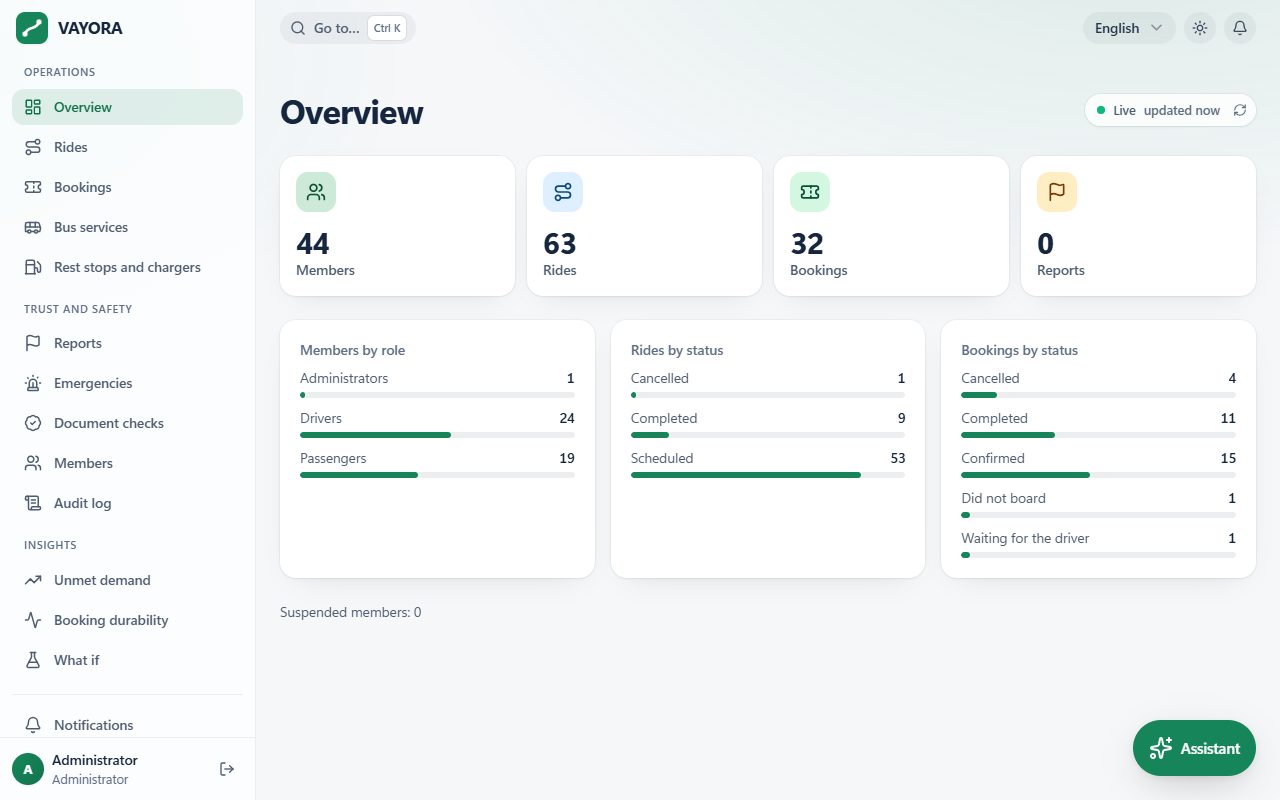 VAYORA
Go to...
Ctrl K
English
OPERATIONS
Overview
Rides
Bookings
Bus services
Rest stops and chargers
TRUST AND SAFETY
Reports
Emergencies
Document checks
Members
Audit log
INSIGHTS
Unmet demand
Booking durability
What if
Notifications
A
Administrator
Administrator
Overview
Live updated now
44
Members
63
Rides
32
Bookings
0
Reports
Members by role
Administrators 1
Drivers 24
Passengers 19
Rides by status
Cancelled 1
Completed 9
Scheduled 53
Bookings by status
Cancelled 4
Completed 11
Confirmed 15
Did not board 1
Waiting for the driver 1
Suspended members: 0
Assistant